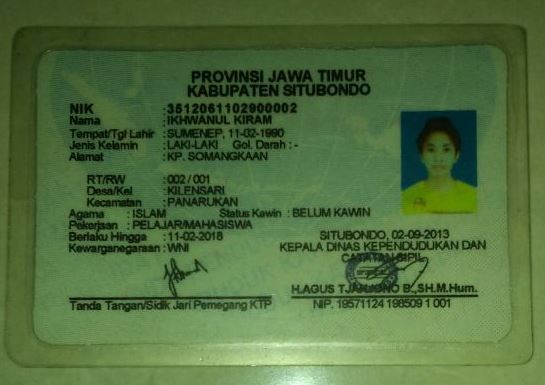 PROVINSI JAWA TIMUR
KABUPATEN SITUBONDO
NIK : 3512061102900002
Nama : IKHWANUL KIRAM
Tempat/Tgl Lahir : SUMENEP, 11-02-1990
Jenis Kelamin : LAKI-LAKI Gol. Darah : -
Alamat : KP. SOMANGKAAN
RT/RW : 002 / 001
Desa/Kel : KILENSARI
Kecamatan : PANARUKAN
Agama : ISLAM Status Kawin : BELUM KAWIN
Pekerjaan : PELAJAR/MAHASISWA
Berlaku Hingga : 11-02-2018
Kewarganegaraan : WNI
SITUBONDO, 02-09-2013
KEPALA DINAS KEPENDUDUKAN DAN
CATATAN SIPIL
Tanda Tangan/Sidik Jari Pemegang KTP
H.AGUS B.,SH.M.Hum.
NIP. 19571124 198509 1 001